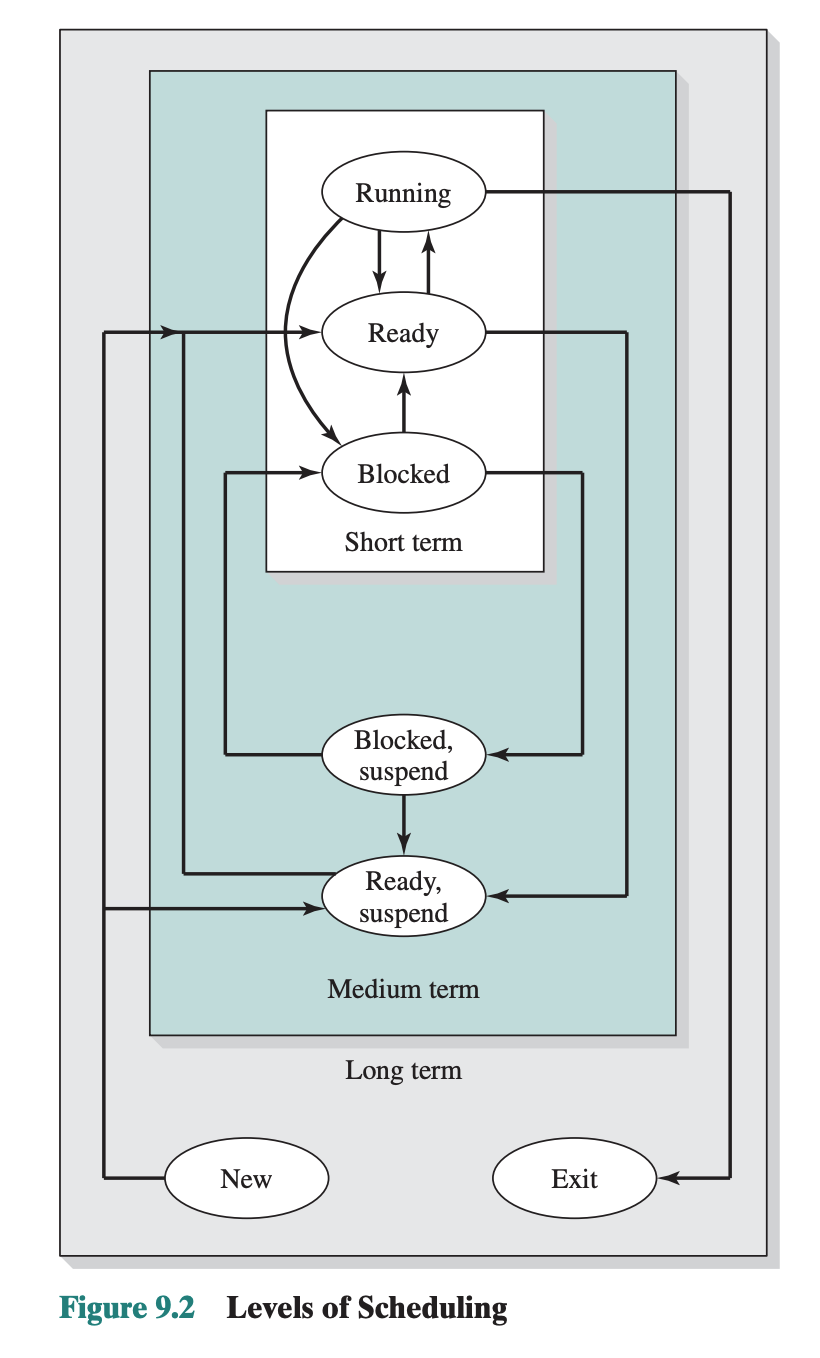 Running
Ready
Blocked
Short term
Blocked,
suspend
Ready,
suspend
Medium term
Long term
New
Exit
Figure 9.2 Levels of Scheduling